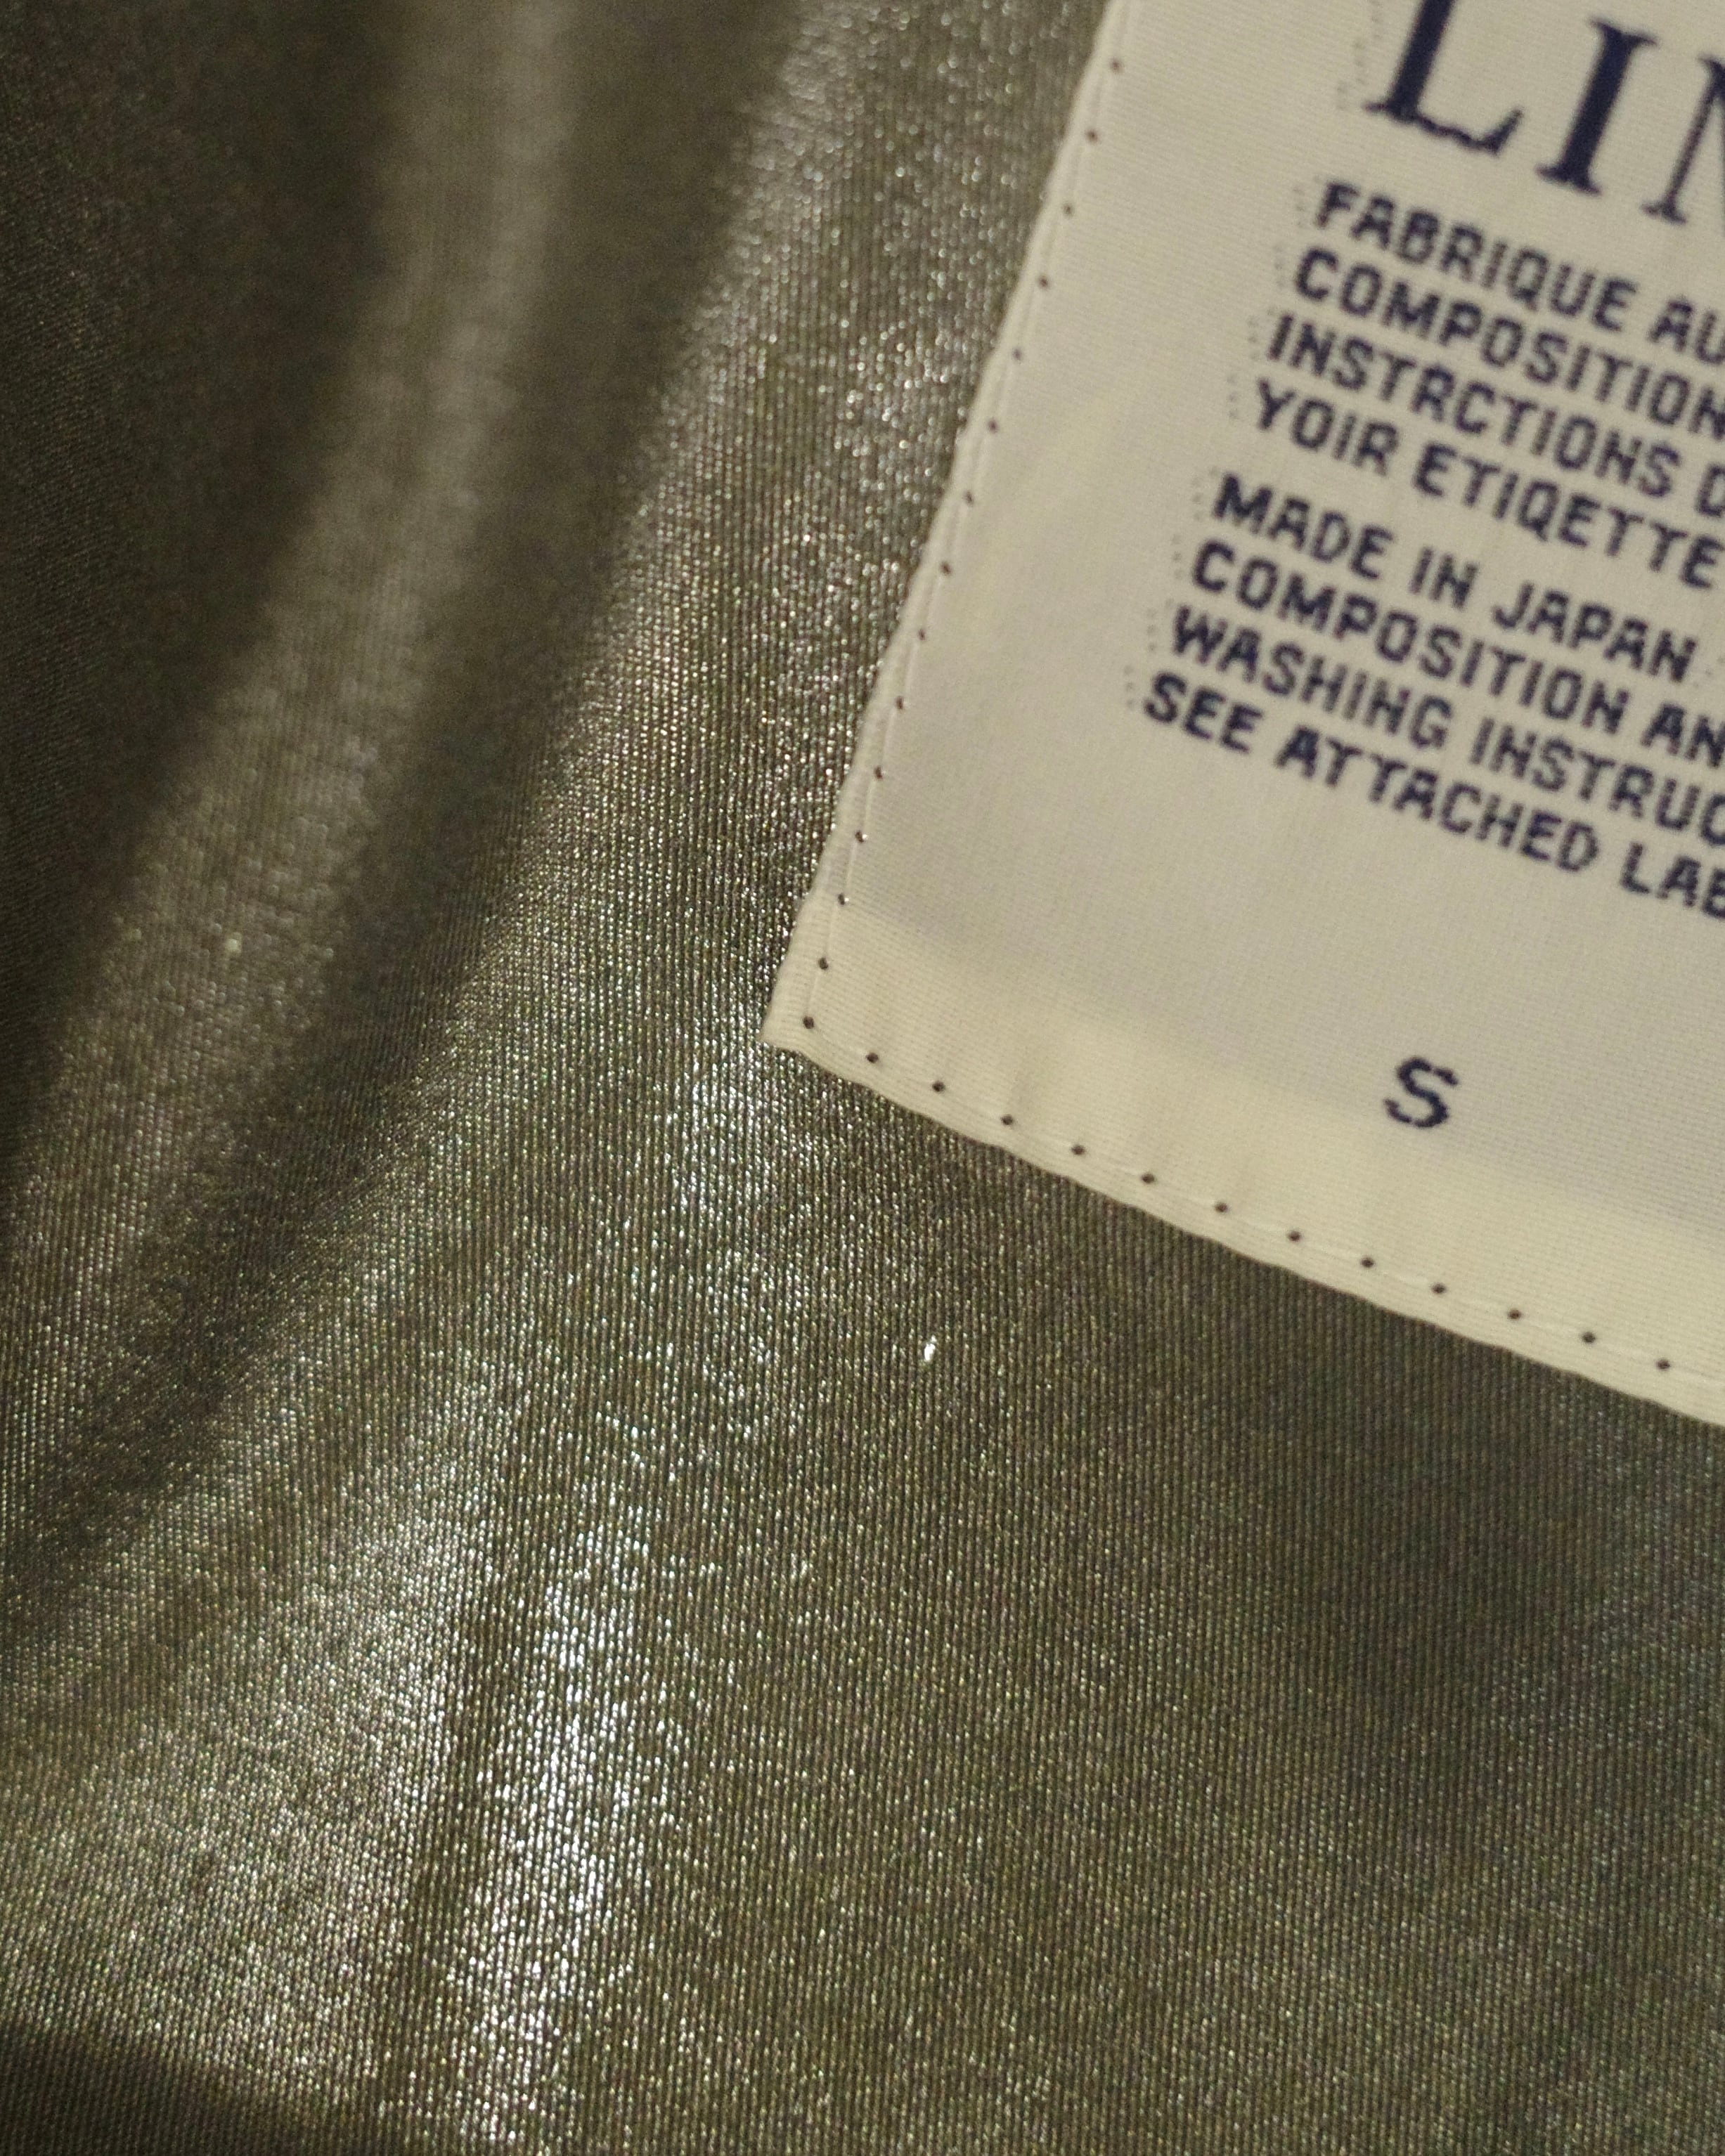 LIN
FABRIQUE AU
COMPOSITION
INSTRCTIONS D
YOIR ETIQETTE
MADE IN JAPAN
COMPOSITION AN
WASHING INSTRUC
SEE ATTACHED LAB
S